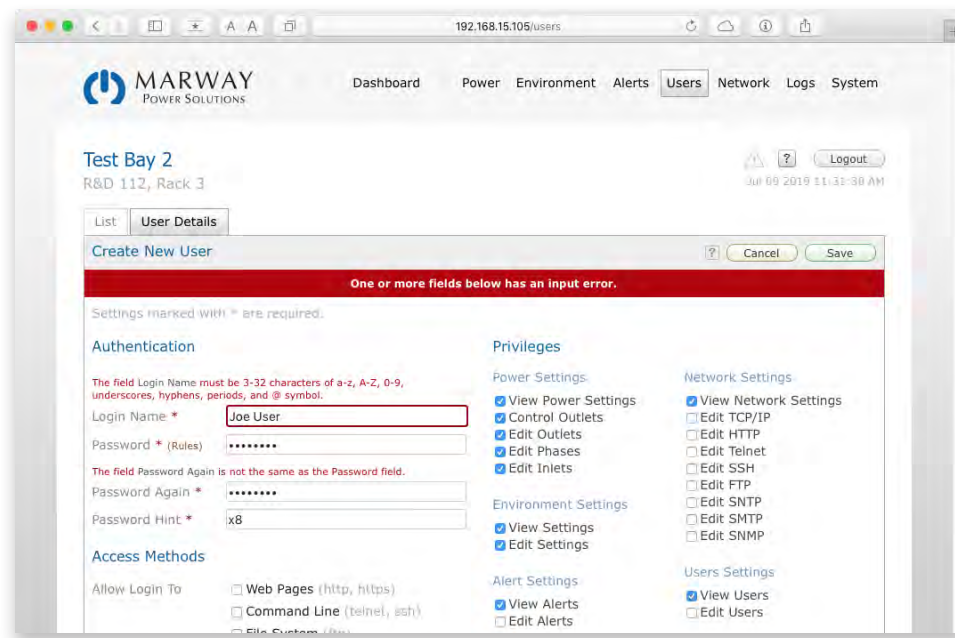 192.168.15.105/users
A A
MARWAY
POWER SOLUTIONS
Dashboard Power Environment Alerts Users Network Logs System
Test Bay 2
? Logout
R&D 112, Rack 3
Jul 09 2019 11:31:30 AM
List User Details
Create New User
? Cancel Save
One or more fields below has an input error.
Settings marked with * are required.
Authentication
The field Login Name must be 3-32 characters of a-z, A-Z, 0-9,
underscores, hyphens, periods, and @ symbol.
Login Name * Joe User
Password * (Rules) ••••••••
The field Password Again is not the same as the Password field.
Password Again * ••••••••
Password Hint * x8
Access Methods
Allow Login To
Web Pages (http, https)
Command Line (telnet, ssh)
File System (ftp)
Privileges
Power Settings
View Power Settings
Control Outlets
Edit Outlets
Edit Phases
Edit Inlets
Environment Settings
View Settings
Edit Settings
Alert Settings
View Alerts
Edit Alerts
Network Settings
View Network Settings
Edit TCP/IP
Edit HTTP
Edit Telnet
Edit SSH
Edit FTP
Edit SNTP
Edit SMTP
Edit SNMP
Users Settings
View Users
Edit Users